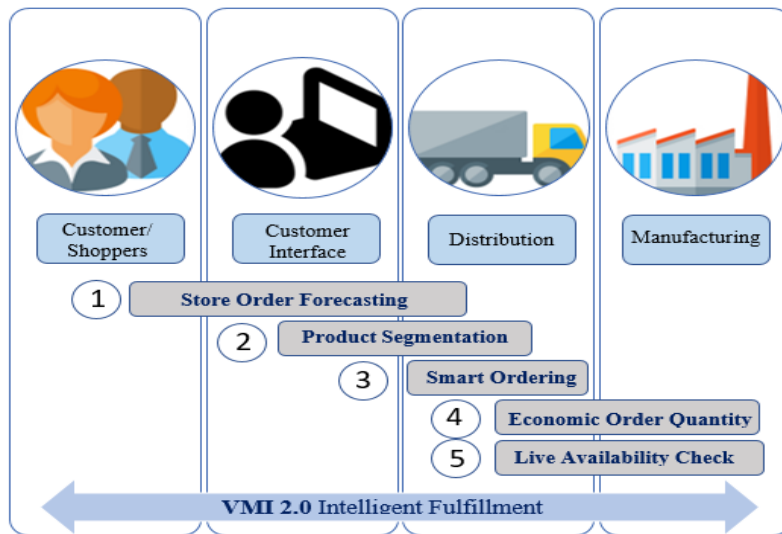 Customer/
Shoppers
Customer
Interface
Distribution
Manufacturing
1 Store Order Forecasting
2 Product Segmentation
3 Smart Ordering
4 Economic Order Quantity
5 Live Availability Check
VMI 2.0 Intelligent Fulfillment